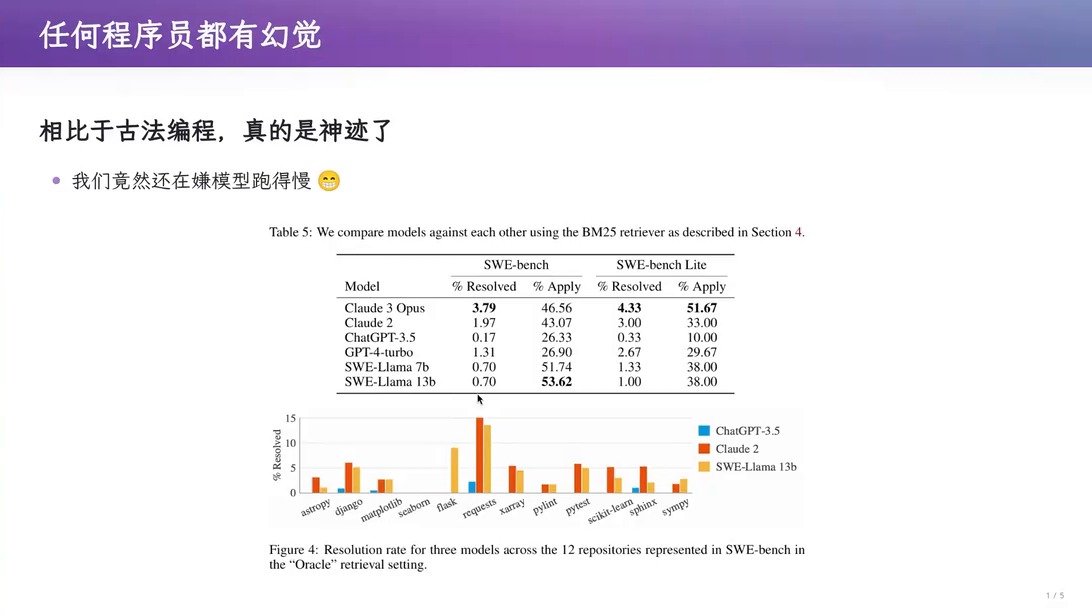 任何程序员都有幻觉
相比于古法编程，真的是神迹了
我们竟然还在嫌模型跑得慢 😁
Table 5: We compare models against each other using the BM25 retriever as described in Section 4.
SWE-bench SWE-bench Lite
Model % Resolved % Apply % Resolved % Apply
Claude 3 Opus 3.79 46.56 4.33 51.67
Claude 2 1.97 43.07 3.00 33.00
ChatGPT-3.5 0.17 26.33 0.33 10.00
GPT-4-turbo 1.31 26.90 2.67 29.67
SWE-Llama 7b 0.70 51.74 1.33 38.00
SWE-Llama 13b 0.70 53.62 1.00 38.00
% Resolved
15
10
5
0
astropy django matplotlib seaborn flask requests xarray pylint pytest scikit-learn sphinx sympy
ChatGPT-3.5
Claude 2
SWE-Llama 13b
Figure 4: Resolution rate for three models across the 12 repositories represented in SWE-bench in
the “Oracle” retrieval setting.
1 / 5